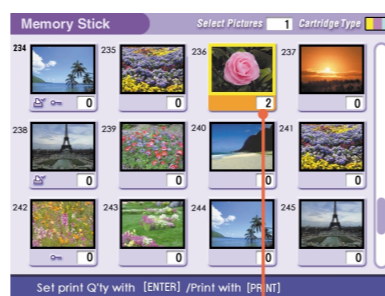 Memory Stick Select Pictures 1 Cartridge Type
234 235 236 237
0 0 2 0
238 239 240 241
0 0 0 0
242 243 244 245
0 0 0 0
Set print Q'ty with [ENTER] /Print with [PRINT]